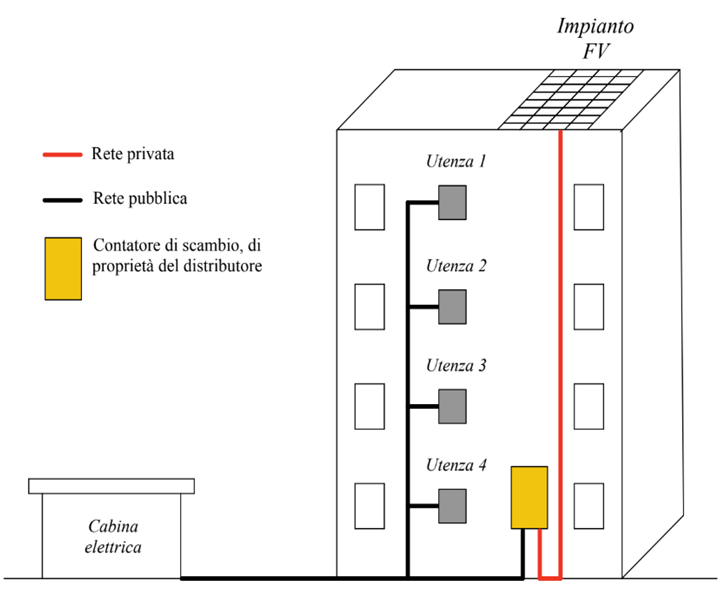 Impianto
FV
Rete privata
Utenza 1
Rete pubblica
Contatore di scambio, di
proprietà del distributore
Utenza 2
Utenza 3
Utenza 4
Cabina
elettrica